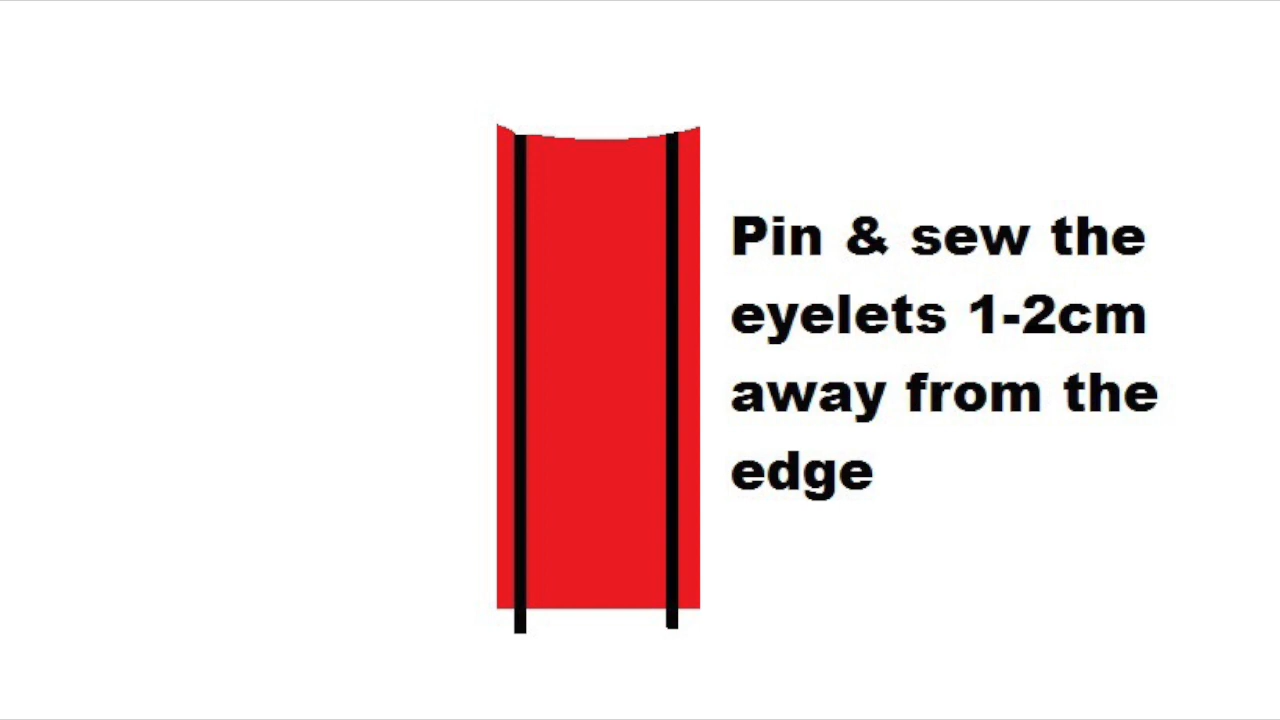 Pin & sew the
eyelets 1-2cm
away from the
edge